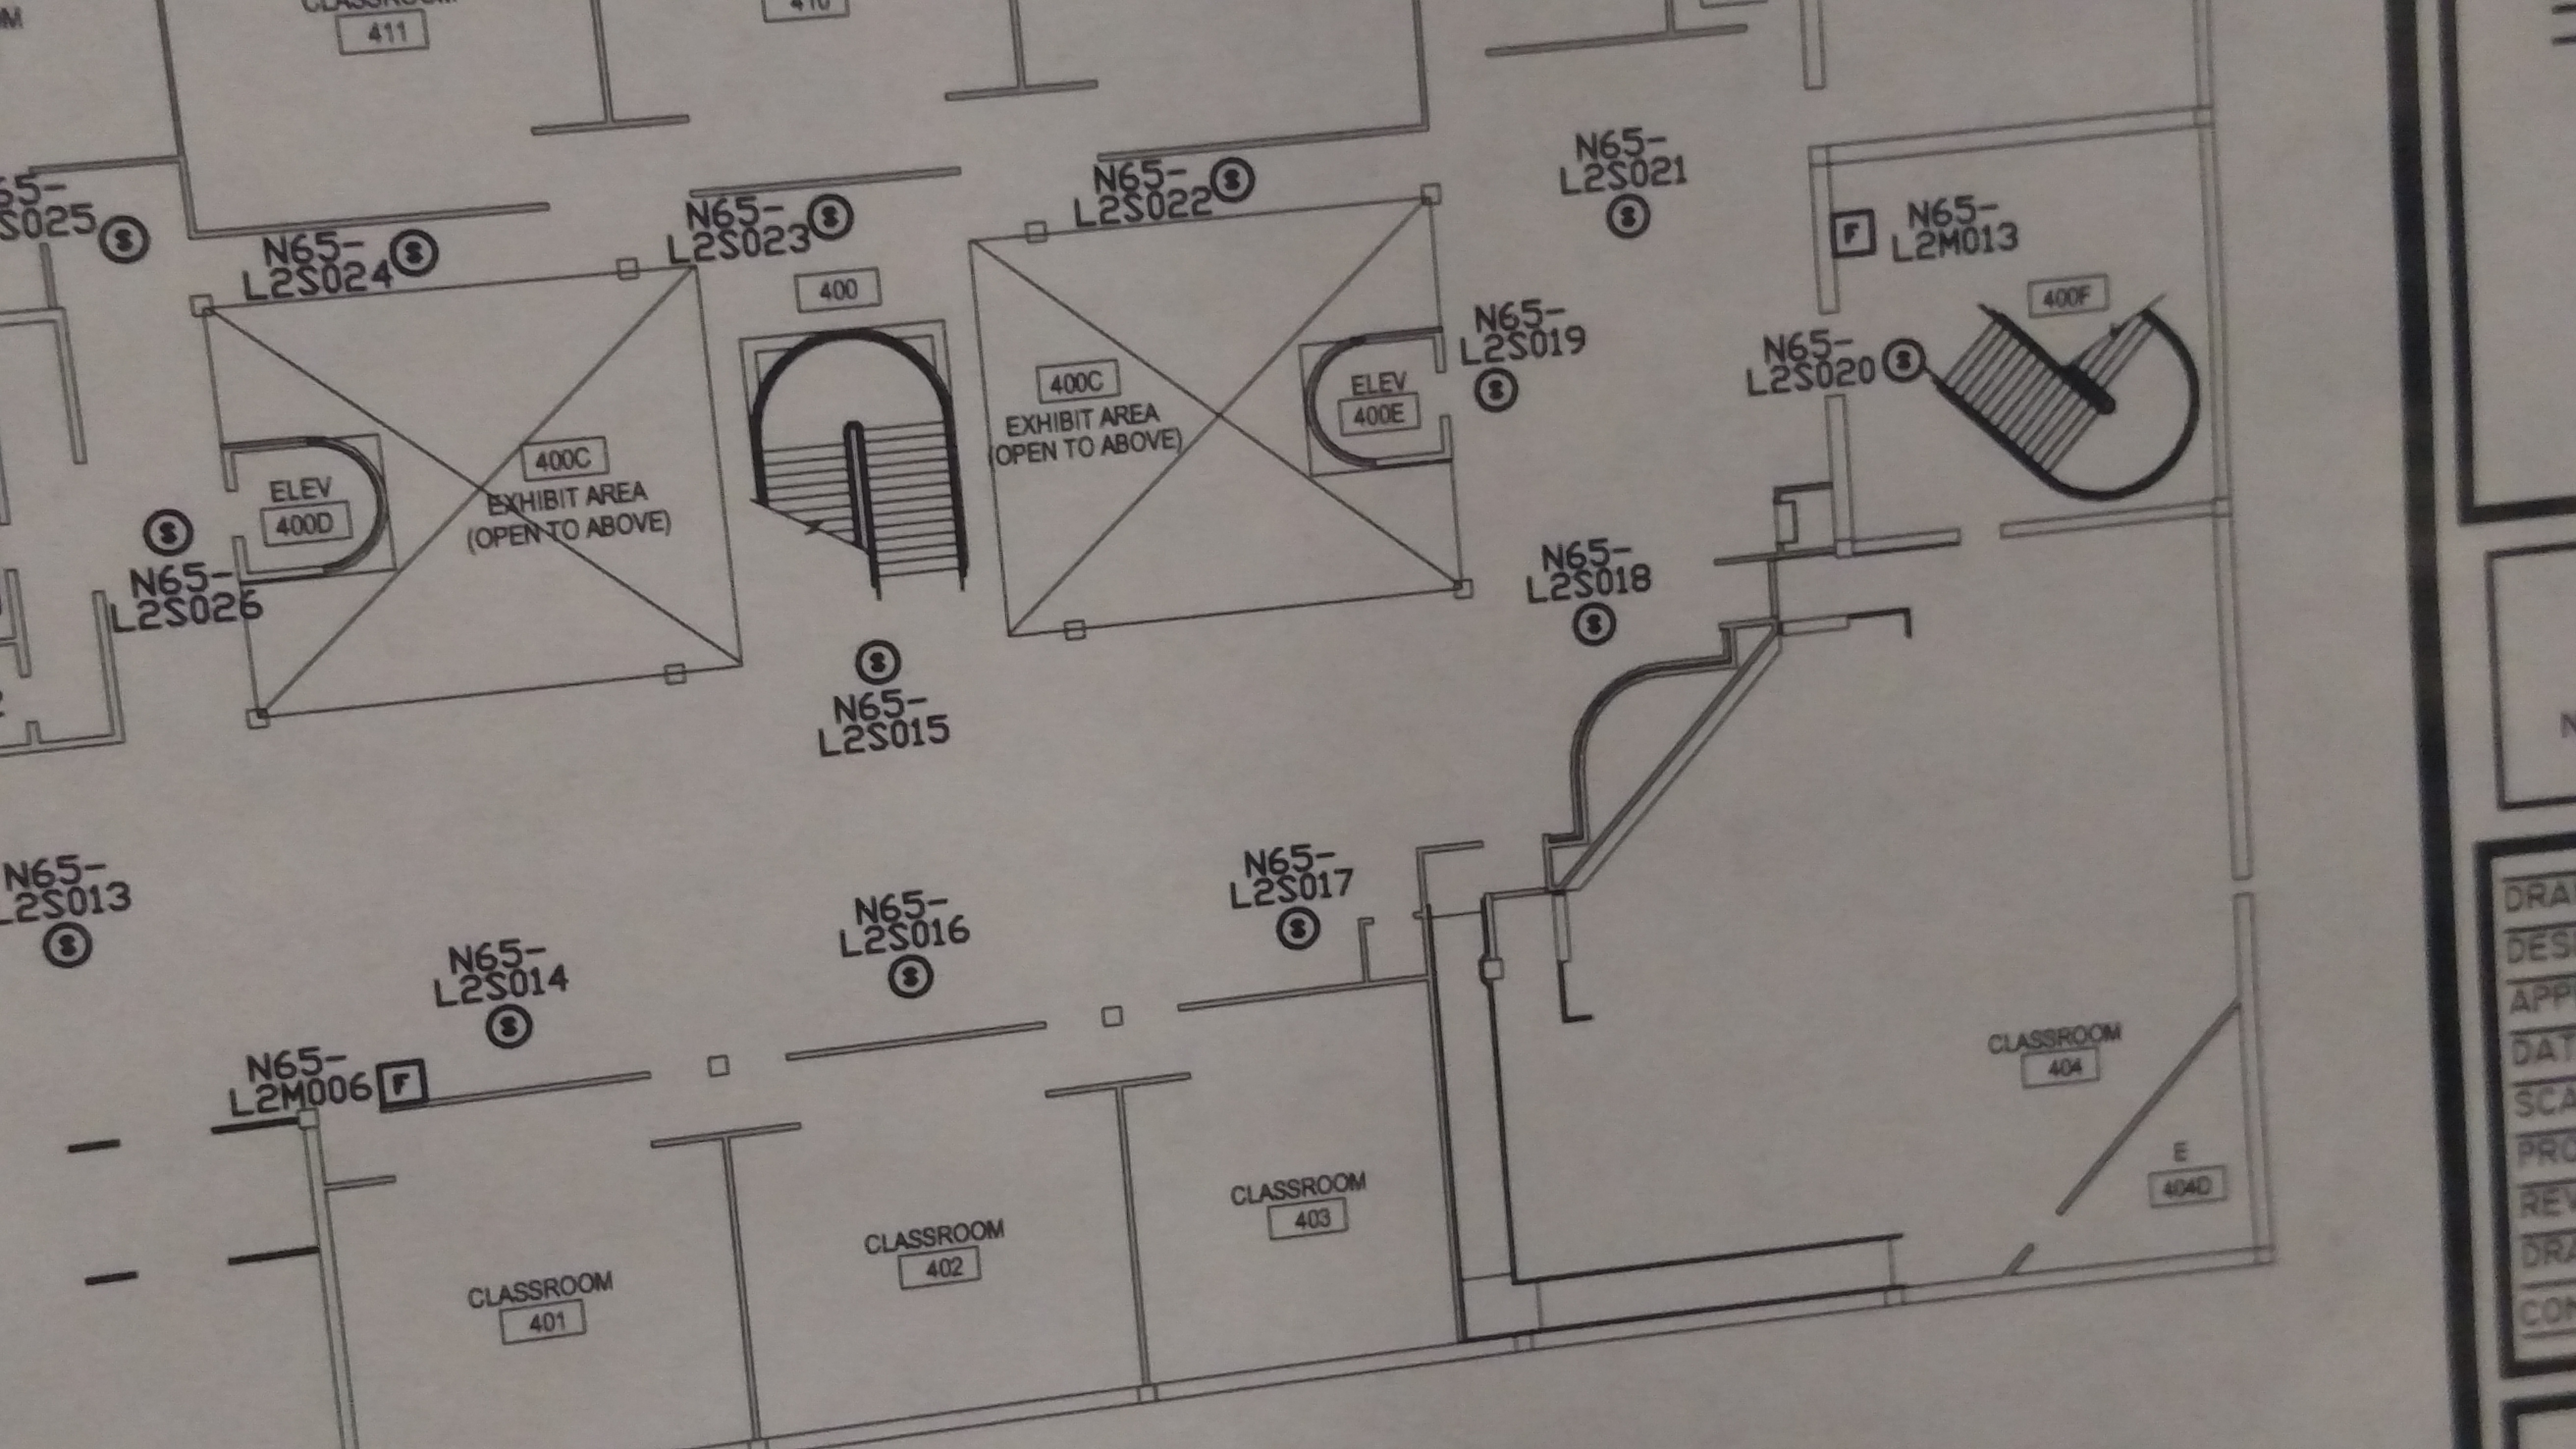 CLASSROOM
411
410
N65-
L2S021
N65-
L2S022
S
S
N65-
L2S023
S
N65-
L2M013
F
S025
S
N65-
L2S024
S
400
400F
N65-
L2S019
S
N65-
L2S020
S
400C
EXHIBIT AREA
(OPEN TO ABOVE)
ELEV
400E
400C
EXHIBIT AREA
(OPEN TO ABOVE)
ELEV
400D
S
N65-
L2S026
N65-
L2S018
S
S
N65-
L2S015
N65-
L2S013
S
N65-
L2S017
S
N65-
L2S016
S
N65-
L2S014
S
N65-
L2M006
F
CLASSROOM
404
E
404D
CLASSROOM
403
CLASSROOM
402
CLASSROOM
401
N
DRA
DES
APP
DAT
SCA
PRO
REV
DRA
CON